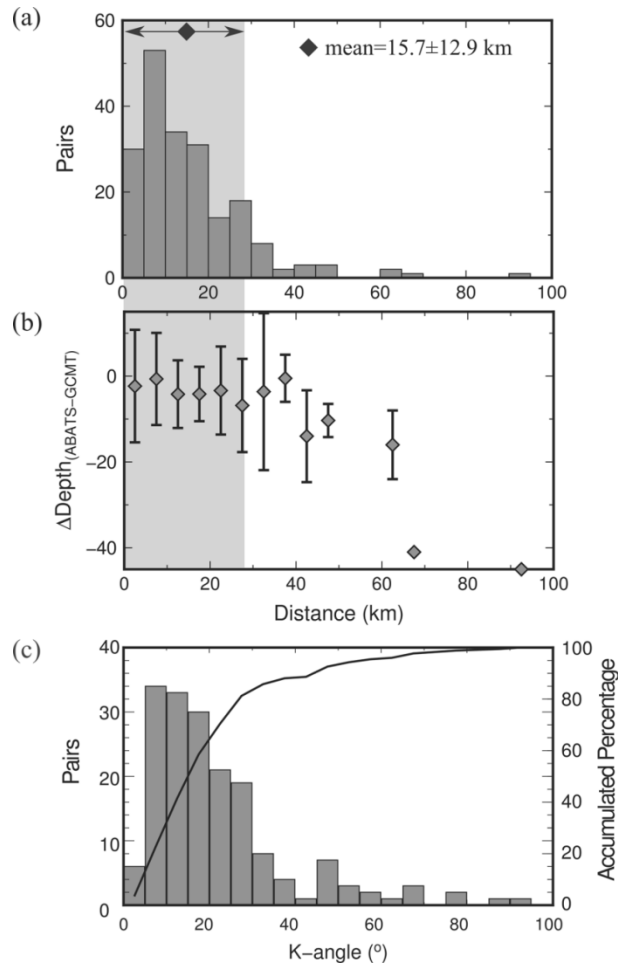 (a)
60
40
20
0
Pairs
mean=15.7±12.9 km
0 20 40 60 80 100
(b)
0
−20
−40
ΔDepth(ABATS−GCMT)
0 20 40 60 80 100
Distance (km)
(c)
40
30
20
10
0
Pairs
100
80
60
40
20
0
Accumulated Percentage
0 20 40 60 80 100
K−angle (º)